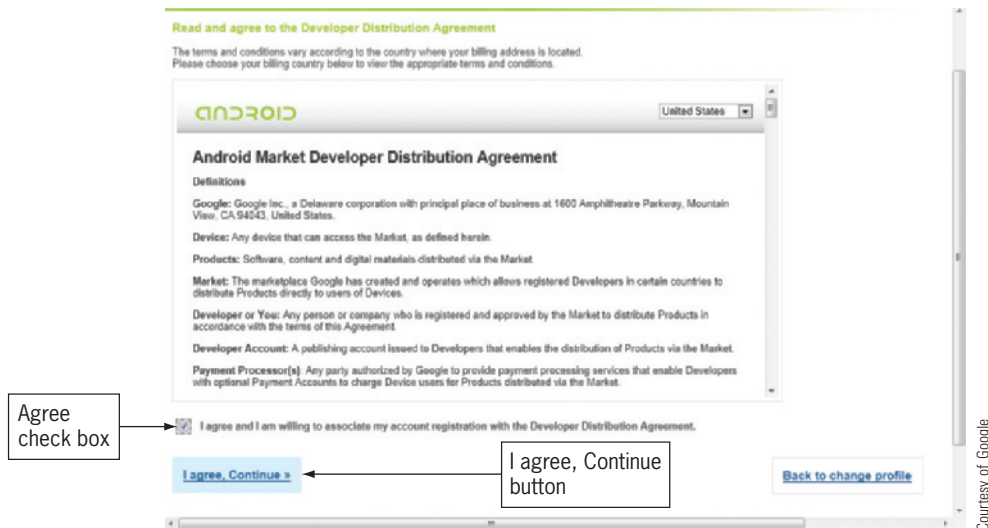 Read and agree to the Developer Distribution Agreement
The terms and conditions vary according to the country where your billing address is located.
Please choose your billing country below to view the appropriate terms and conditions.
ANDROID
United States
Android Market Developer Distribution Agreement
Definitions
Google: Google Inc., a Delaware corporation with principal place of business at 1600 Amphitheatre Parkway, Mountain
View, CA 94043, United States.
Device: Any device that can access the Market, as defined herein.
Products: Software, content and digital materials distributed via the Market.
Market: The marketplace Google has created and operates which allows registered Developers in certain countries to
distribute Products directly to users of Devices.
Developer or You: Any person or company who is registered and approved by the Market to distribute Products in
accordance with the terms of this Agreement.
Developer Account: A publishing account issued to Developers that enables the distribution of Products via the Market.
Payment Processor(s): Any party authorized by Google to provide payment processing services that enable Developers
with optional Payment Accounts to charge Device users for Products distributed via the Market.
Agree
check box
I agree and I am willing to associate my account registration with the Developer Distribution Agreement.
I agree, Continue »
I agree, Continue
button
Back to change profile
Courtesy of Google